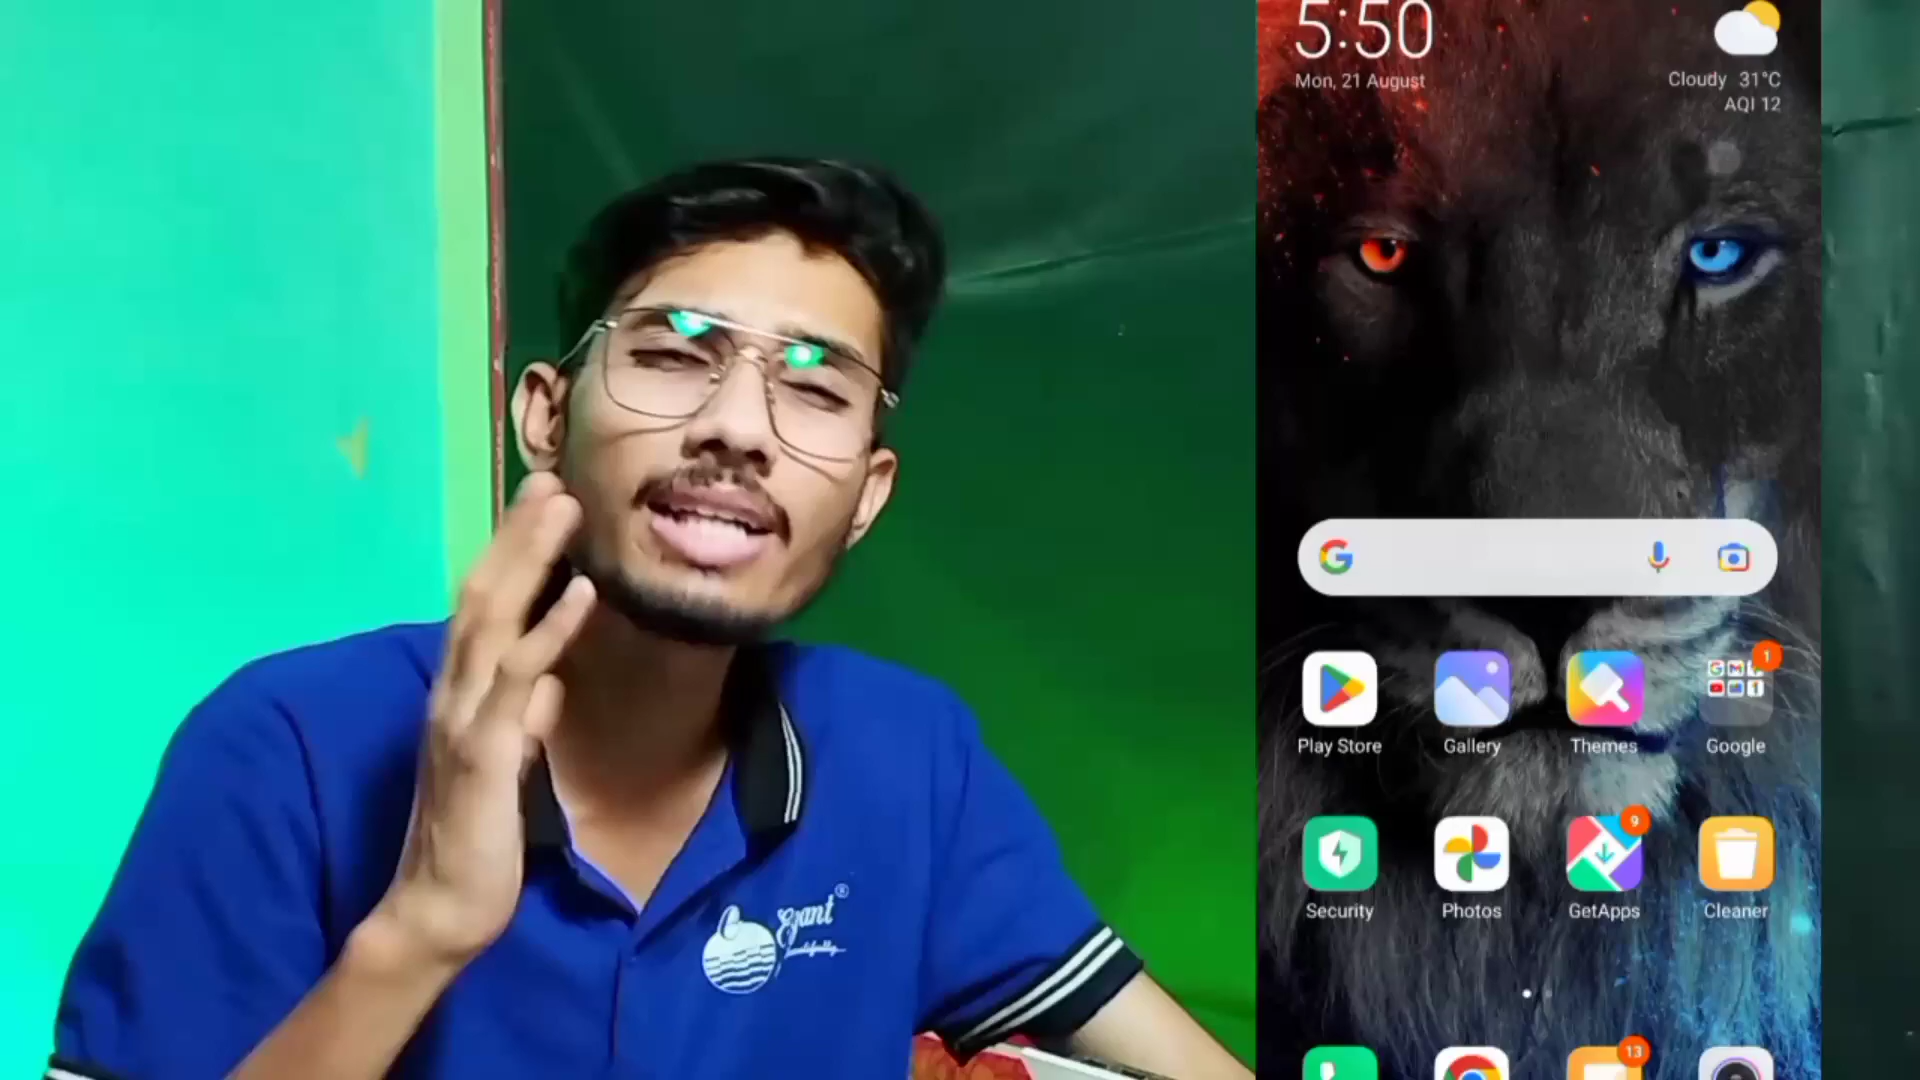 5:50
Mon, 21 August
Cloudy 31°C
AQI 12
1
Play Store
Gallery
Themes
Google
9
Security
Photos
GetApps
Cleaner
13